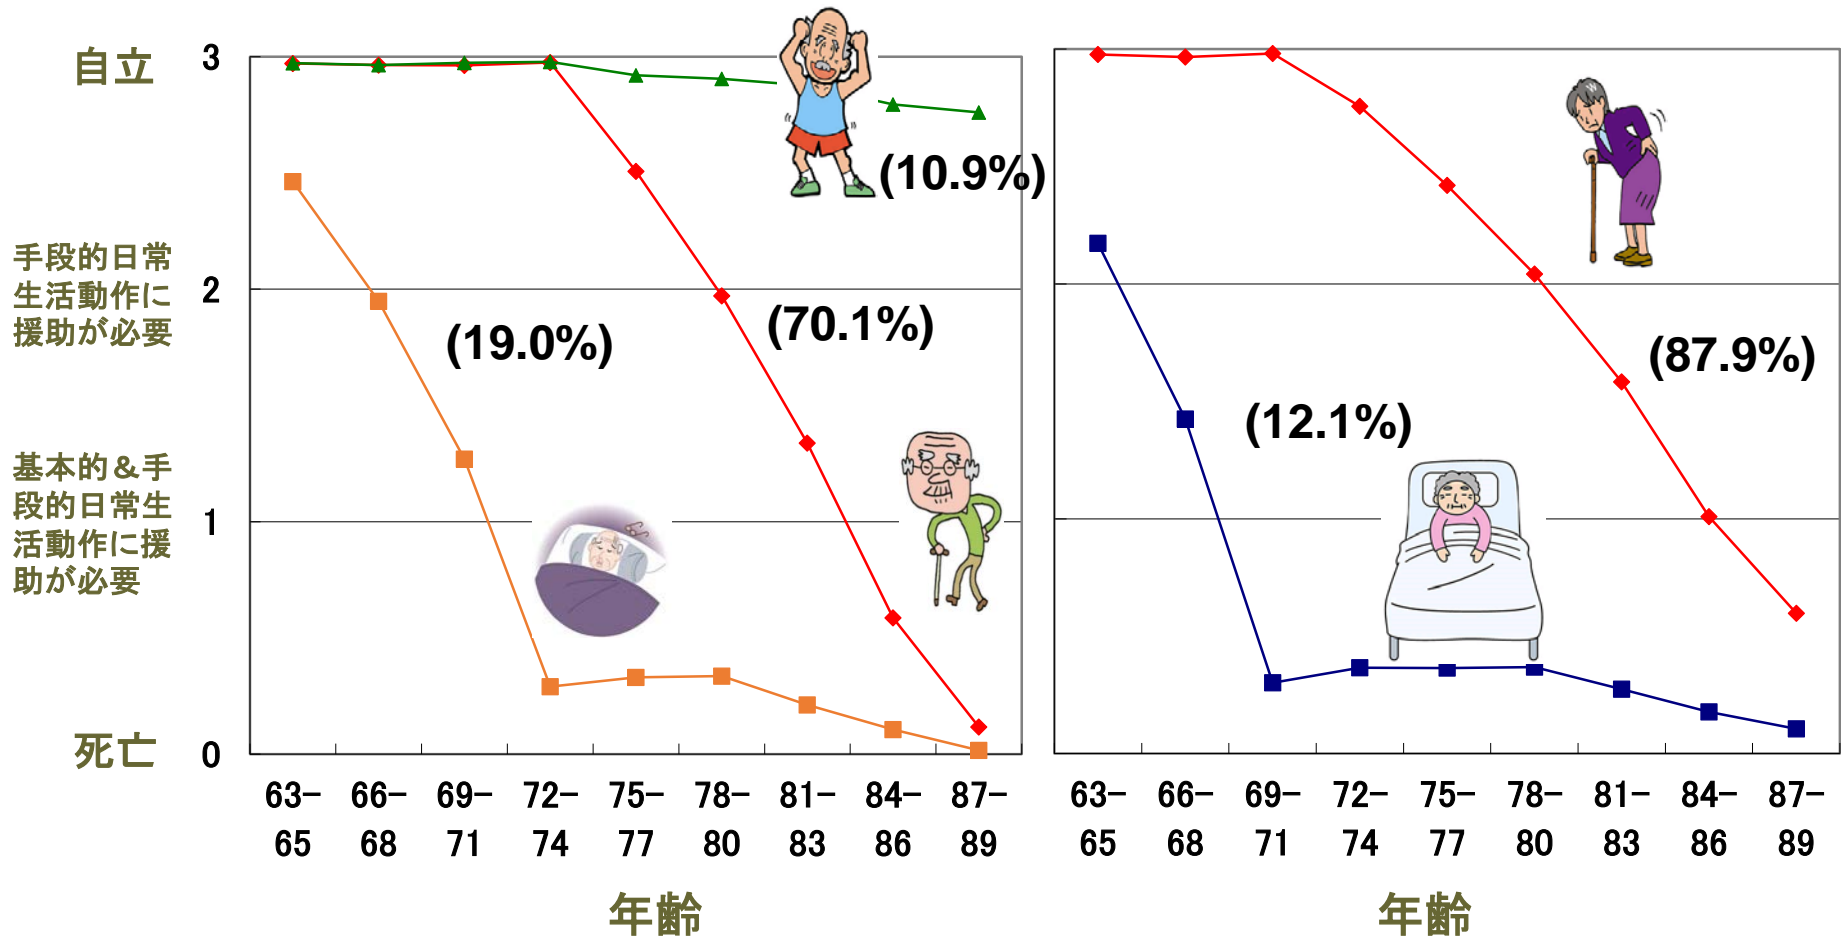 自立
3
手段的日常
生活動作に
援助が必要
2
基本的＆手
段的日常生
活動作に援
助が必要
1
死亡
0
(10.9%)
(19.0%)
(70.1%)
(87.9%)
(12.1%)
63– 66– 69– 72– 75– 78– 81– 84– 87–
65 68 71 74 77 80 83 86 89
年齢
63– 66– 69– 72– 75– 78– 81– 84– 87–
65 68 71 74 77 80 83 86 89
年齢